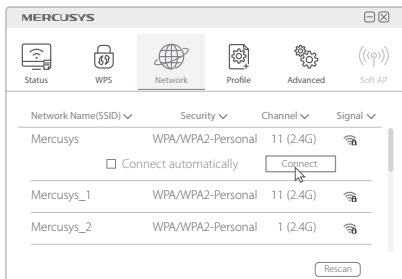 MERCUSYS
Status WPS Network Profile Advanced Soft AP
Network Name(SSID) Security Channel Signal
Mercusys WPA/WPA2-Personal 11 (2.4G)
Connect automatically Connect
Mercusys_1 WPA/WPA2-Personal 11 (2.4G)
Mercusys_2 WPA/WPA2-Personal 1 (2.4G)
Rescan